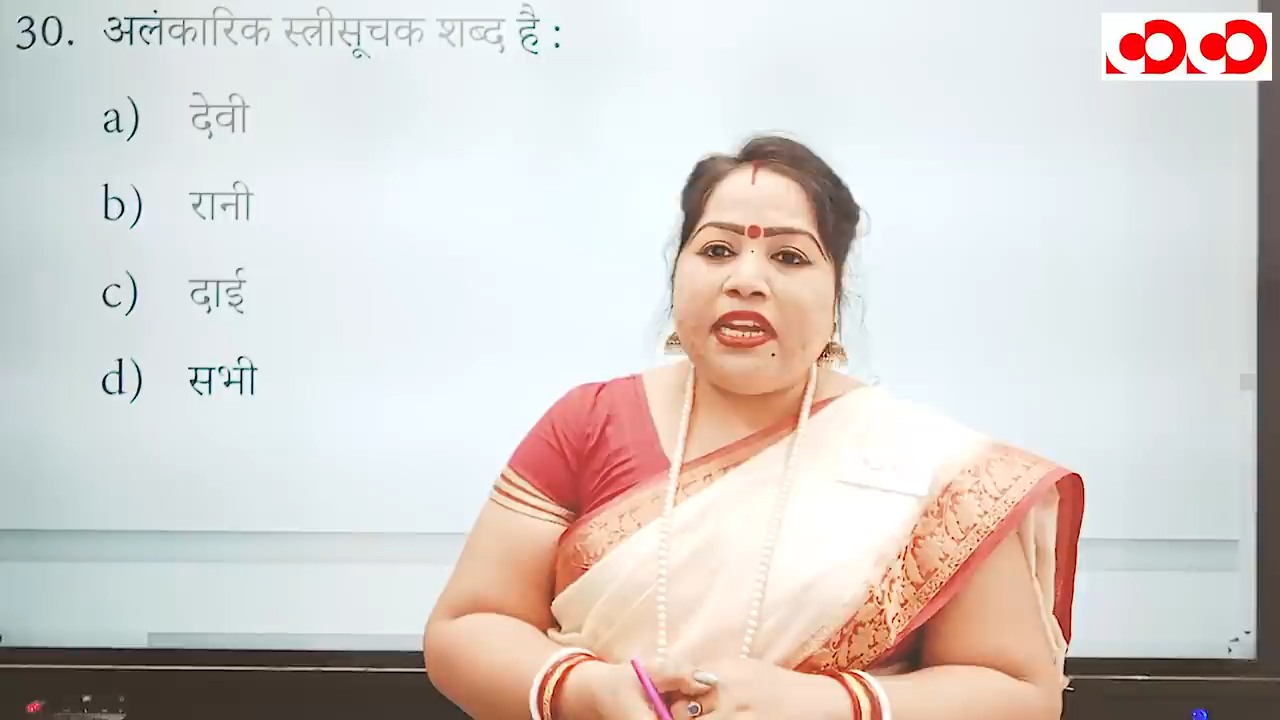 30. अलंकारिक स्त्रीसूचक शब्द है :
a) देवी
b) रानी
c) दाई
d) सभी